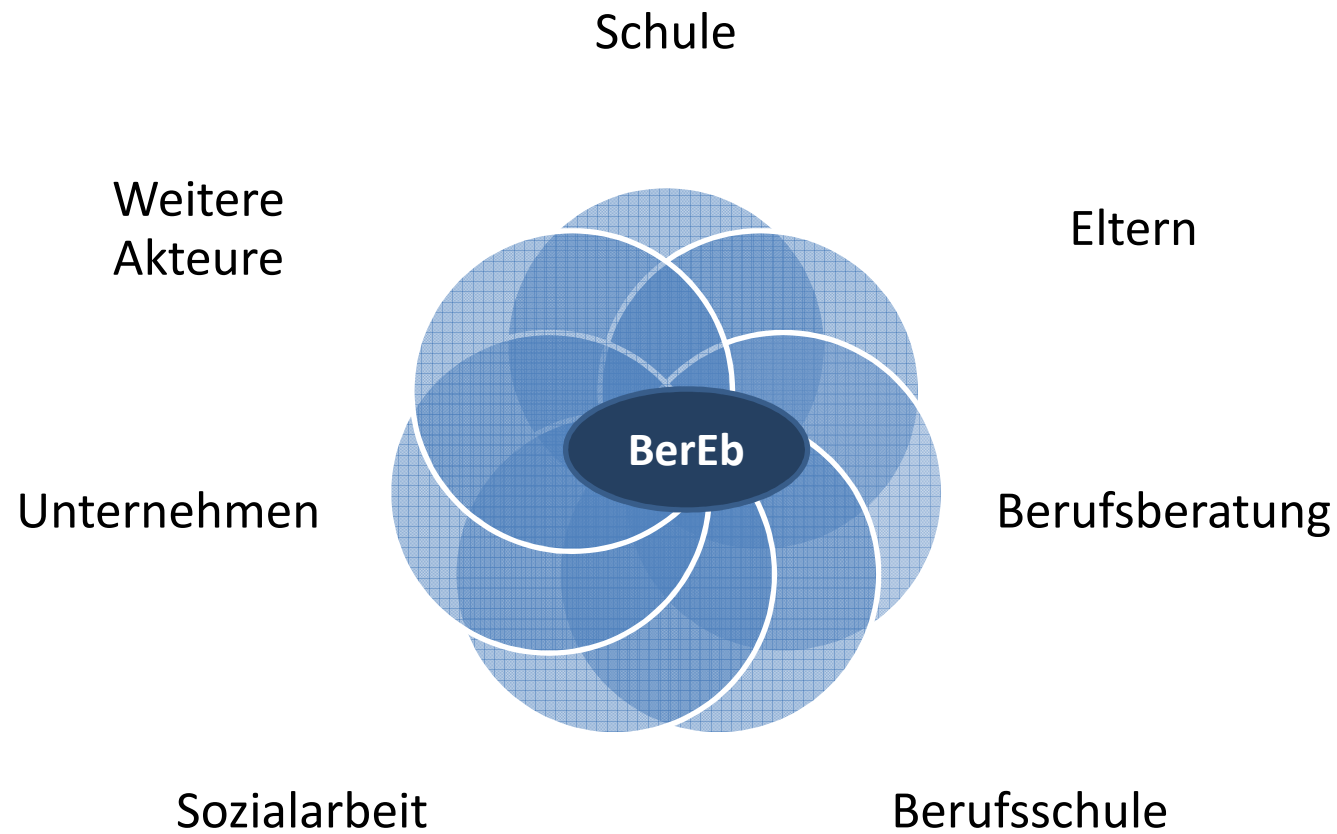 Schule
Weitere
Akteure
Eltern
BerEb
Unternehmen
Berufsberatung
Sozialarbeit
Berufsschule